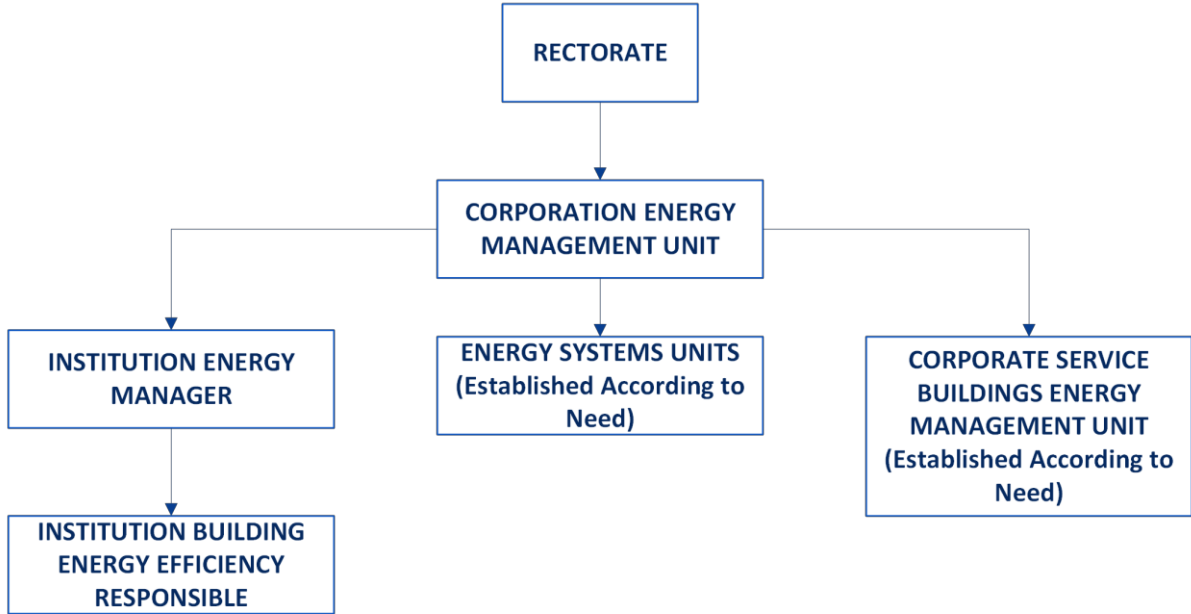 RECTORATE
CORPORATION ENERGY
MANAGEMENT UNIT
INSTITUTION ENERGY
MANAGER
ENERGY SYSTEMS UNITS
(Established According to
Need)
CORPORATE SERVICE
BUILDINGS ENERGY
MANAGEMENT UNIT
(Established According to
Need)
INSTITUTION BUILDING
ENERGY EFFICIENCY
RESPONSIBLE